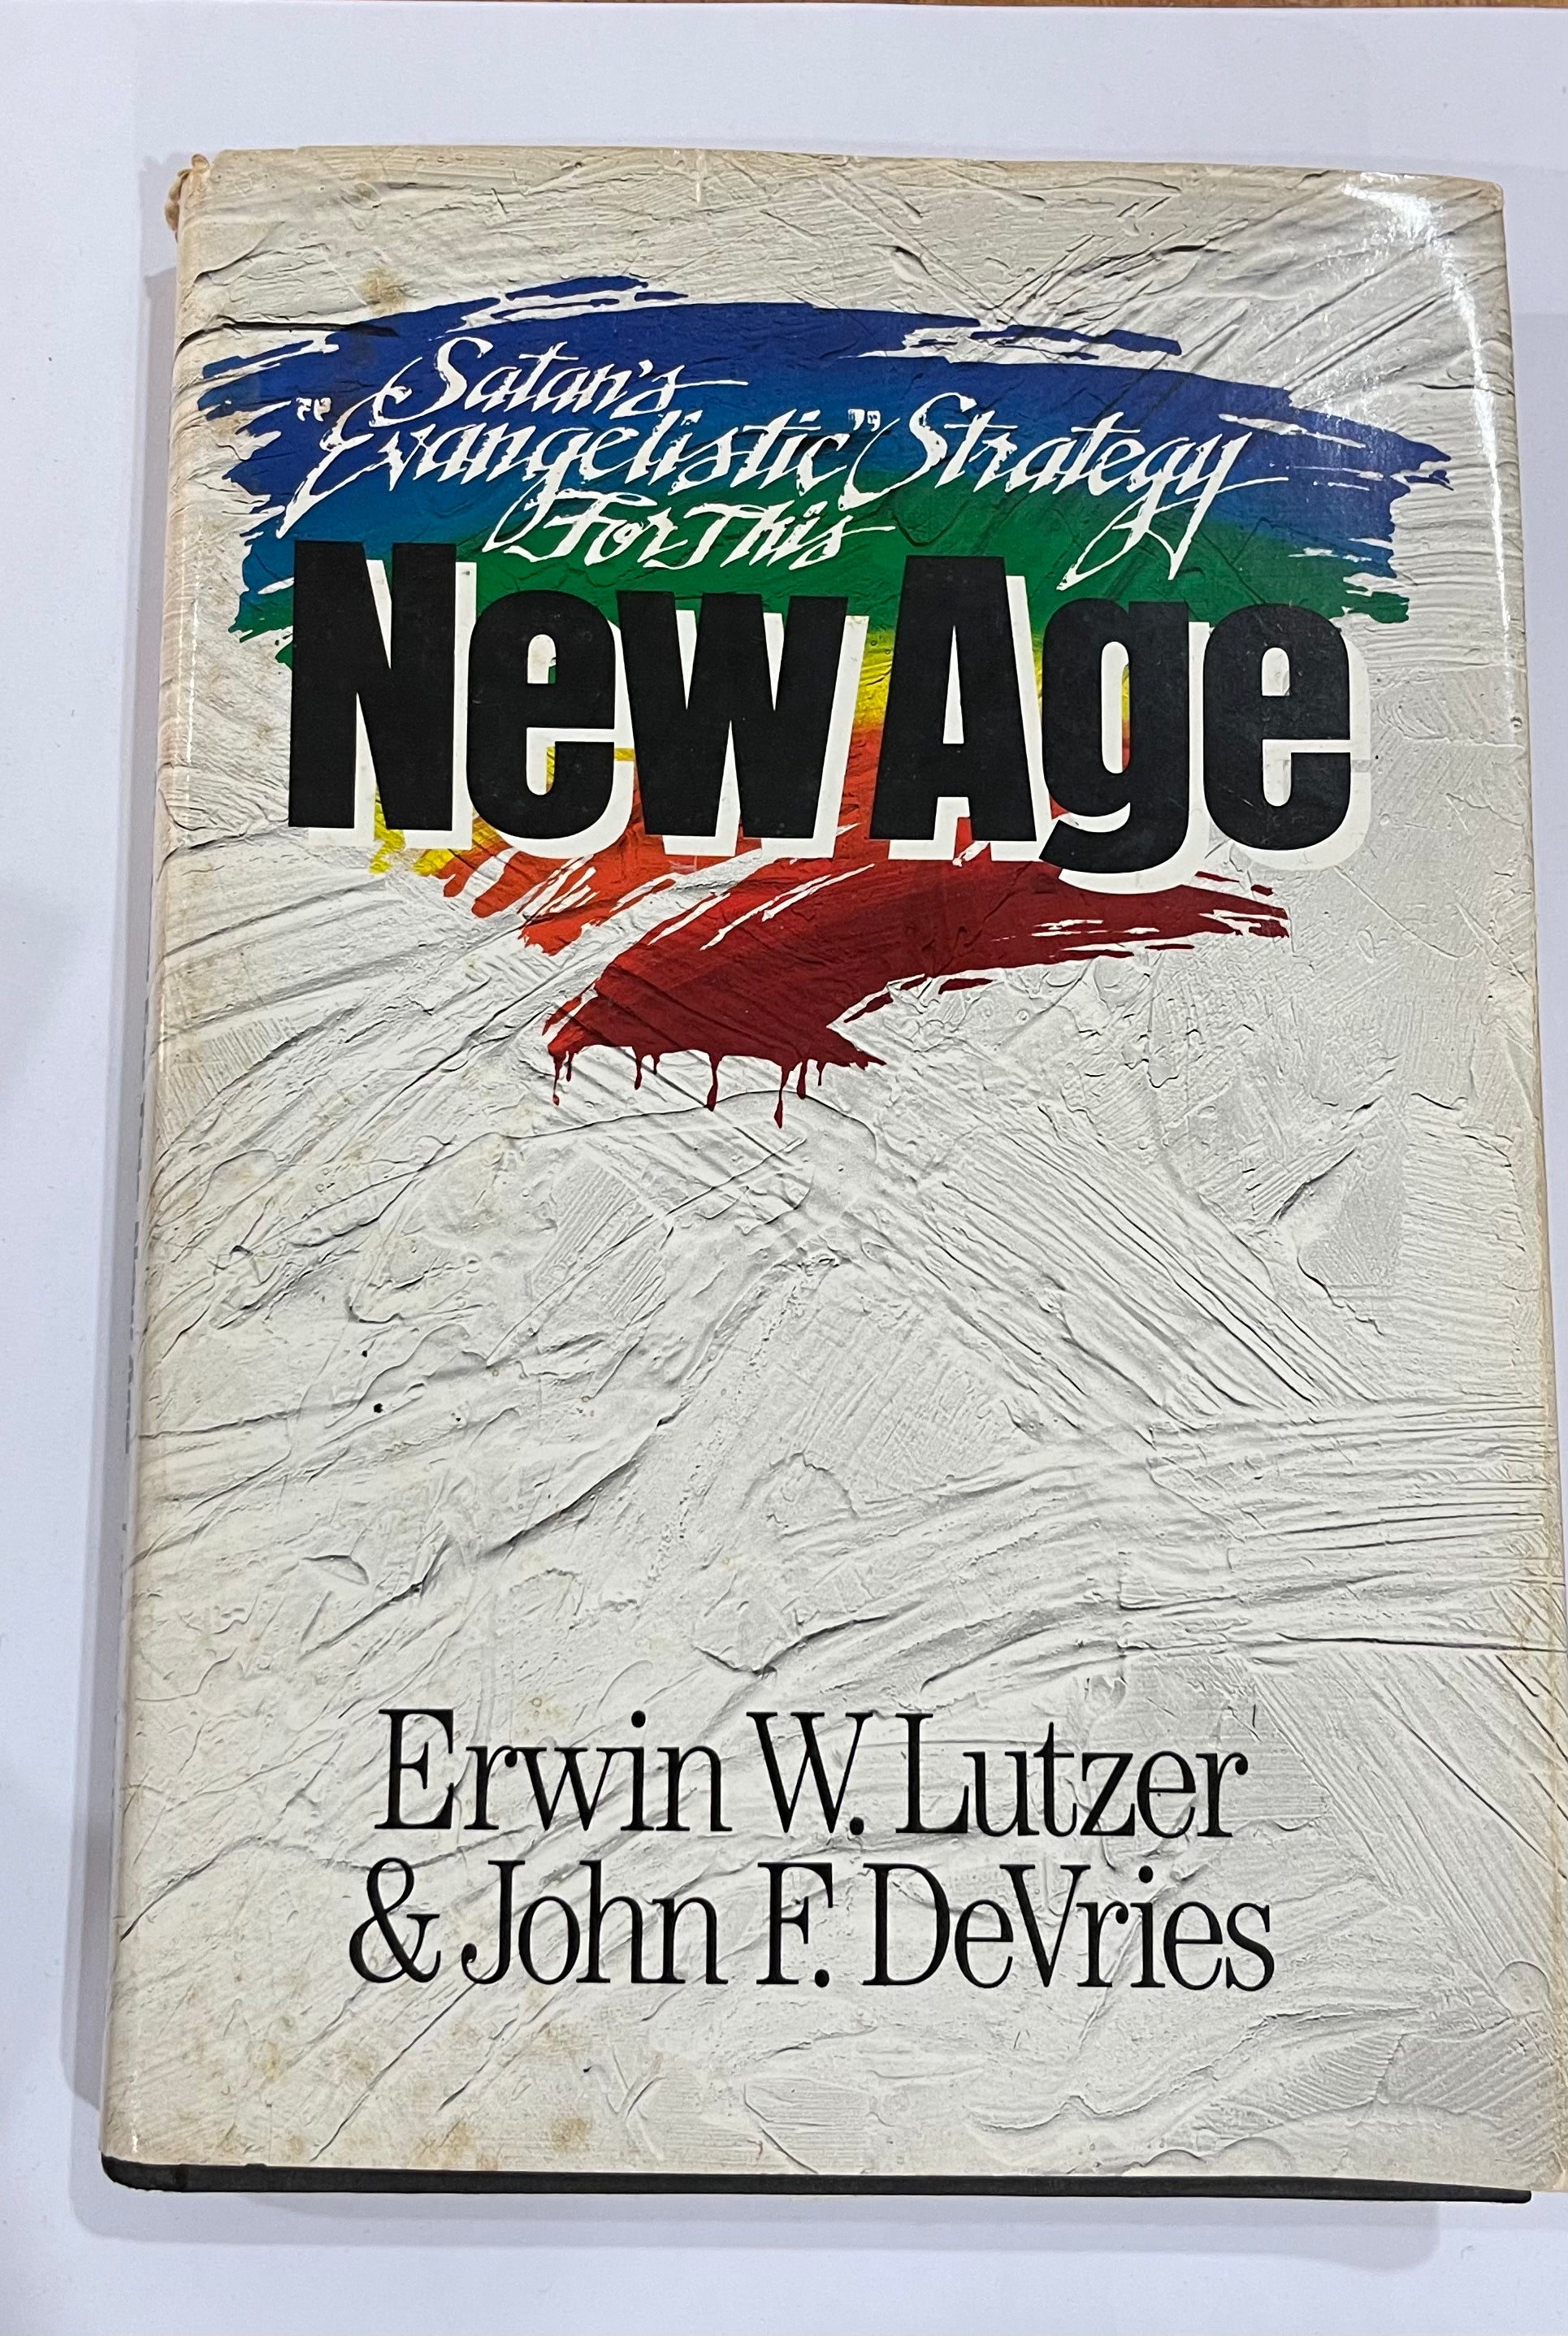 Satan's
"Evangelistic" Strategy
For This
New Age
Erwin W. Lutzer
& John F. DeVries